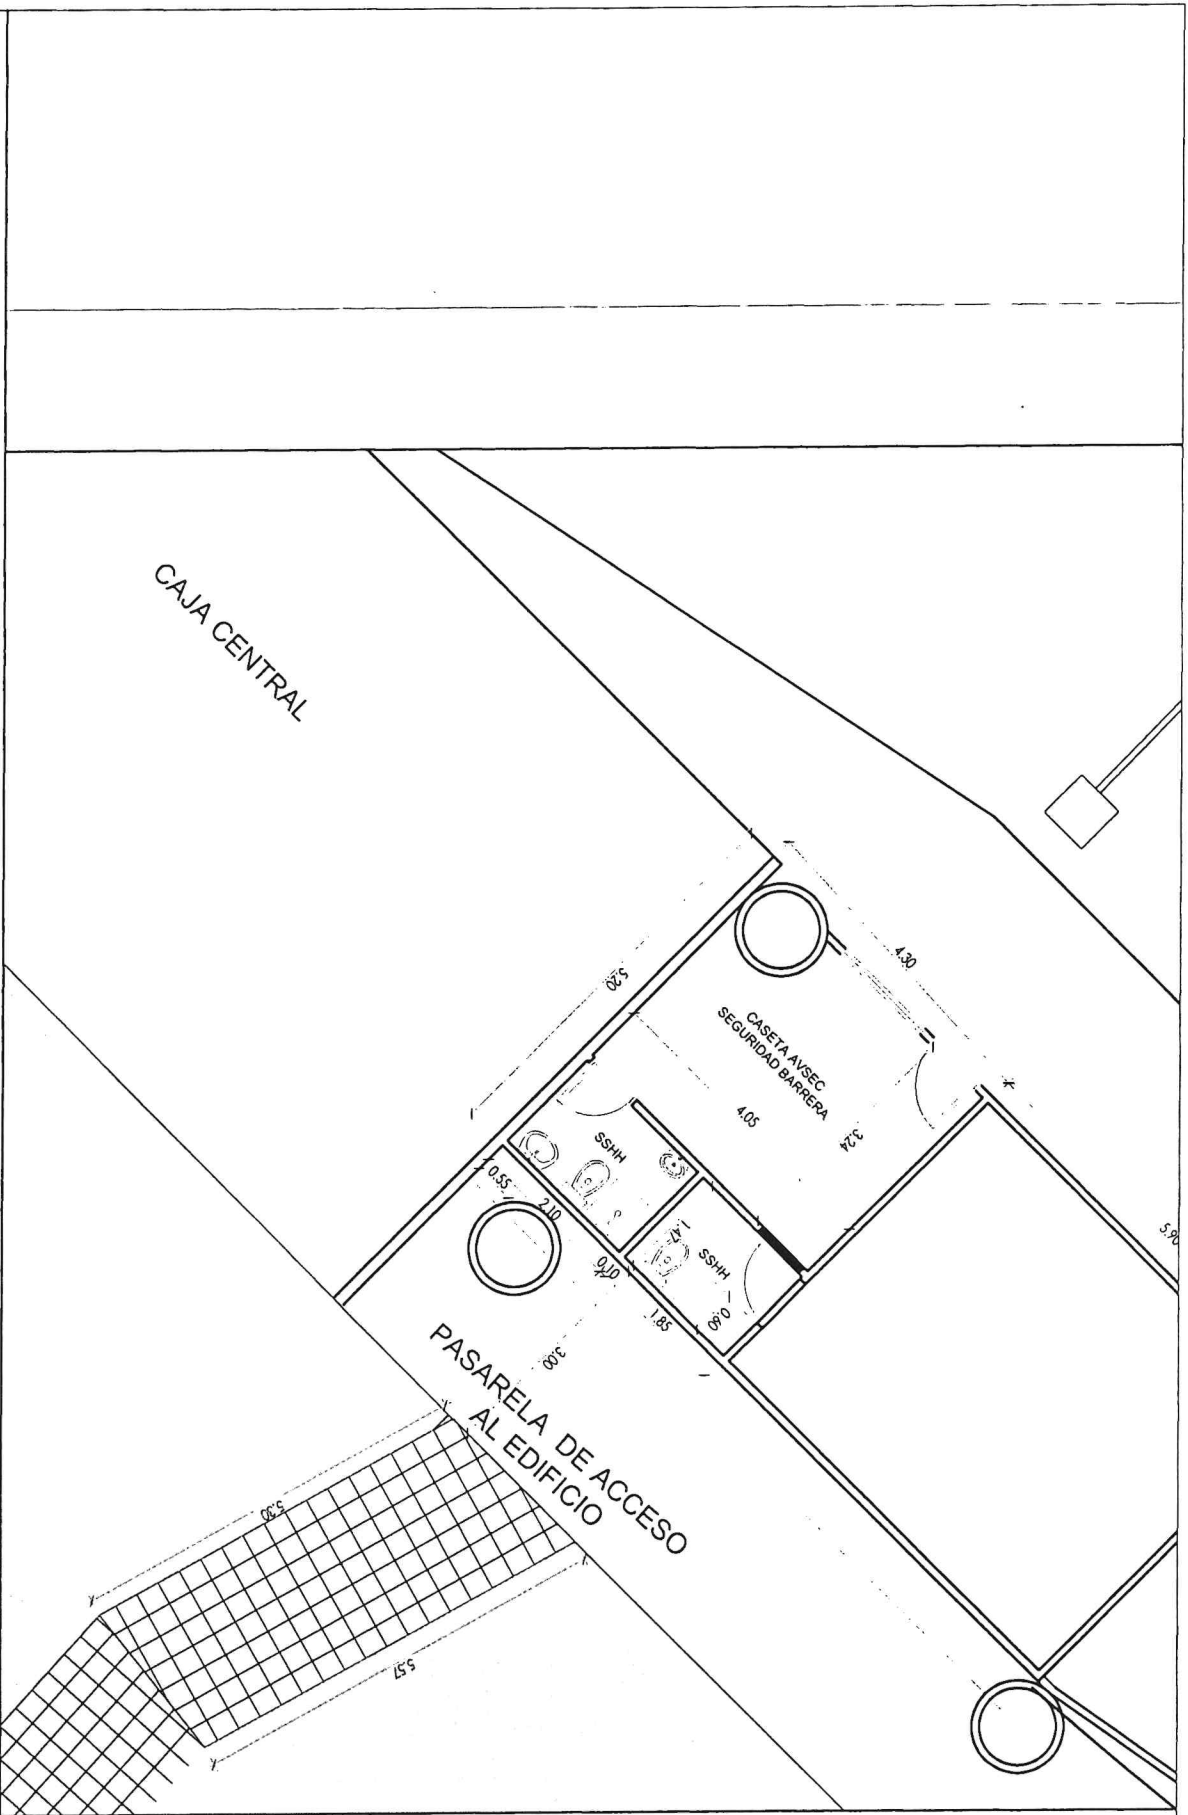 CAJA CENTRAL
4.30
5.20
CASETA AVSEC
SEGURIDAD BARRERA
4.05
3.24
SSHH
0.55
2.10
1.47
SSHH
0.10
0.60
1.85
3.00
5.90
PASARELA DE ACCESO
AL EDIFICIO
5.30
5.57